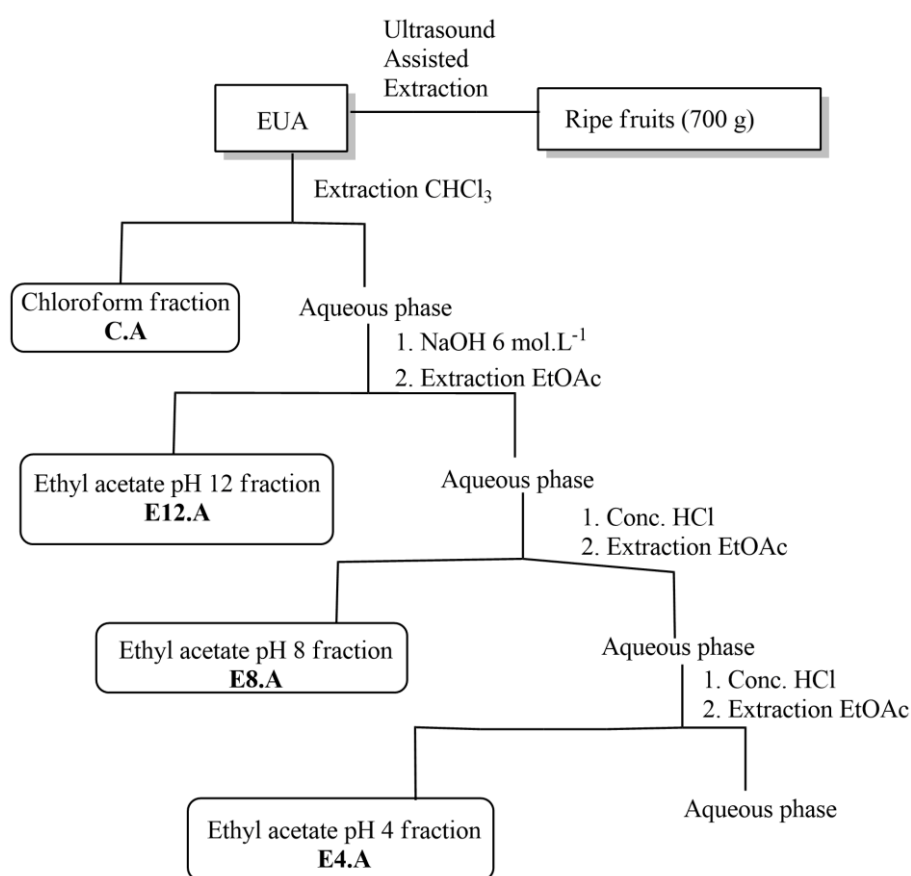 Ultrasound
Assisted
Extraction
EUA
Ripe fruits (700 g)
Extraction CHCl₃
Chloroform fraction
C.A
Aqueous phase
1. NaOH 6 mol.L⁻¹
2. Extraction EtOAc
Ethyl acetate pH 12 fraction
E12.A
Aqueous phase
1. Conc. HCl
2. Extraction EtOAc
Ethyl acetate pH 8 fraction
E8.A
Aqueous phase
1. Conc. HCl
2. Extraction EtOAc
Ethyl acetate pH 4 fraction
E4.A
Aqueous phase